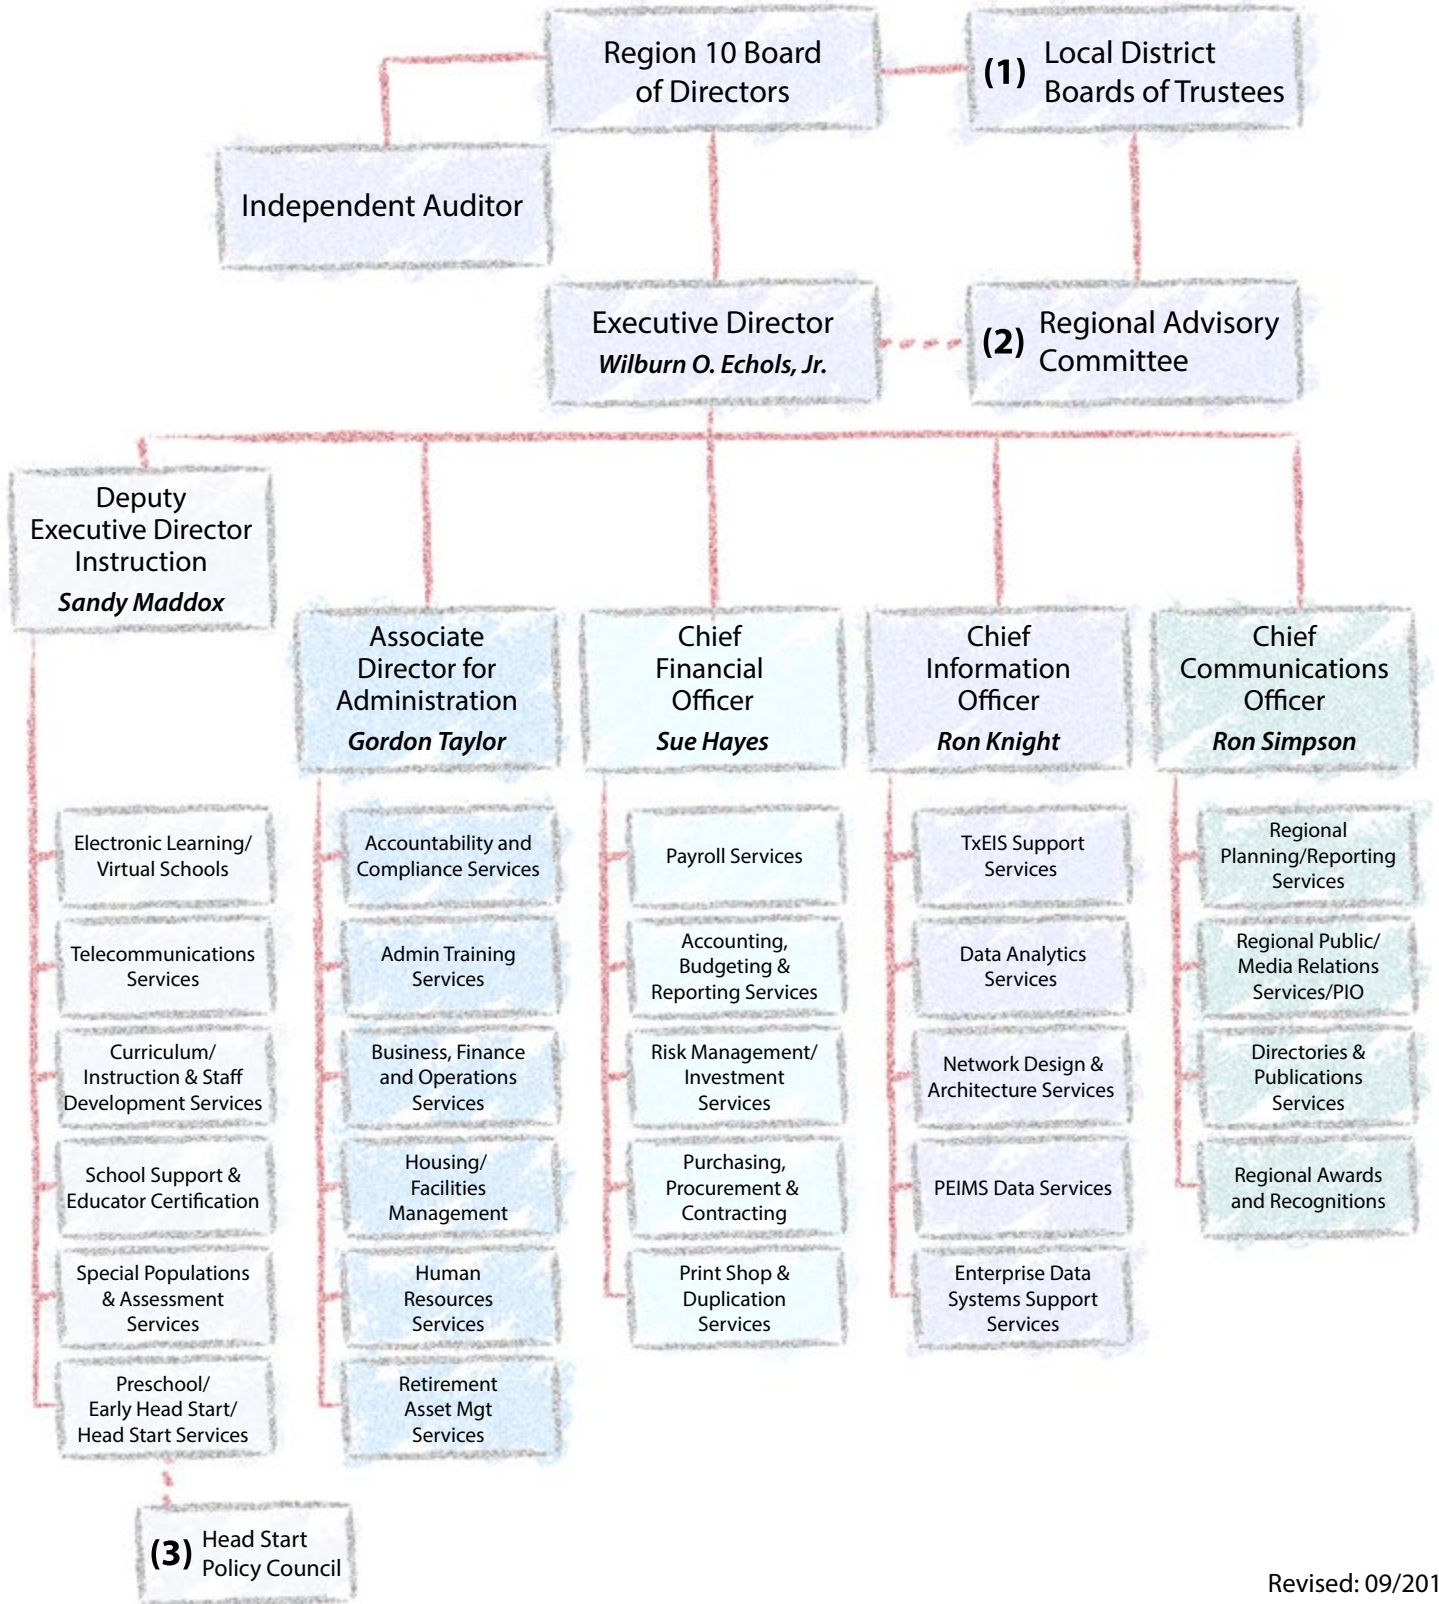 Region 10 Board
of Directors
(1) Local District
Boards of Trustees
Independent Auditor
Executive Director
Wilburn O. Echols, Jr.
(2) Regional Advisory
Committee
Deputy
Executive Director
Instruction
Sandy Maddox
Associate
Director for
Administration
Gordon Taylor
Chief
Financial
Officer
Sue Hayes
Chief
Information
Officer
Ron Knight
Chief
Communications
Officer
Ron Simpson
Electronic Learning/
Virtual Schools
Telecommunications
Services
Curriculum/
Instruction & Staff
Development Services
School Support &
Educator Certification
Special Populations
& Assessment
Services
Preschool/
Early Head Start/
Head Start Services
(3) Head Start
Policy Council
Accountability and
Compliance Services
Admin Training
Services
Business, Finance
and Operations
Services
Housing/
Facilities
Management
Human
Resources
Services
Retirement
Asset Mgt
Services
Payroll Services
Accounting,
Budgeting &
Reporting Services
Risk Management/
Investment
Services
Purchasing,
Procurement &
Contracting
Print Shop &
Duplication
Services
TxEIS Support
Services
Data Analytics
Services
Network Design &
Architecture Services
PEIMS Data Services
Enterprise Data
Systems Support
Services
Regional
Planning/Reporting
Services
Regional Public/
Media Relations
Services/PIO
Directories &
Publications
Services
Regional Awards
and Recognitions
Revised: 09/201